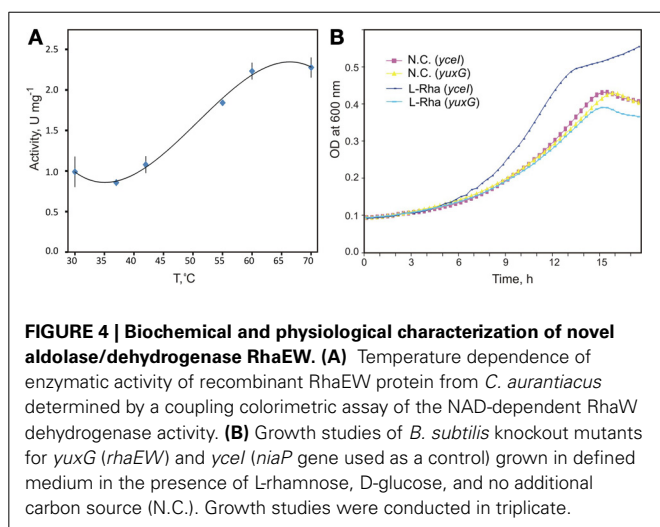 A
B
Activity, U mg⁻¹
2.5
2.0
1.5
1.0
0.5
0.0
30 35 40 45 50 55 60 65 70
T,°C
N.C. (yceI)
N.C. (yuxG)
L-Rha (yceI)
L-Rha (yuxG)
OD at 600 nm
0.5
0.4
0.3
0.2
0.1
0 3 6 9 12 15
Time, h
FIGURE 4 | Biochemical and physiological characterization of novel
aldolase/dehydrogenase RhaEW. (A) Temperature dependence of
enzymatic activity of recombinant RhaEW protein from C. aurantiacus
determined by a coupling colorimetric assay of the NAD-dependent RhaW
dehydrogenase activity. (B) Growth studies of B. subtilis knockout mutants
for yuxG (rhaEW) and yceI (niaP gene used as a control) grown in defined
medium in the presence of L-rhamnose, D-glucose, and no additional
carbon source (N.C.). Growth studies were conducted in triplicate.